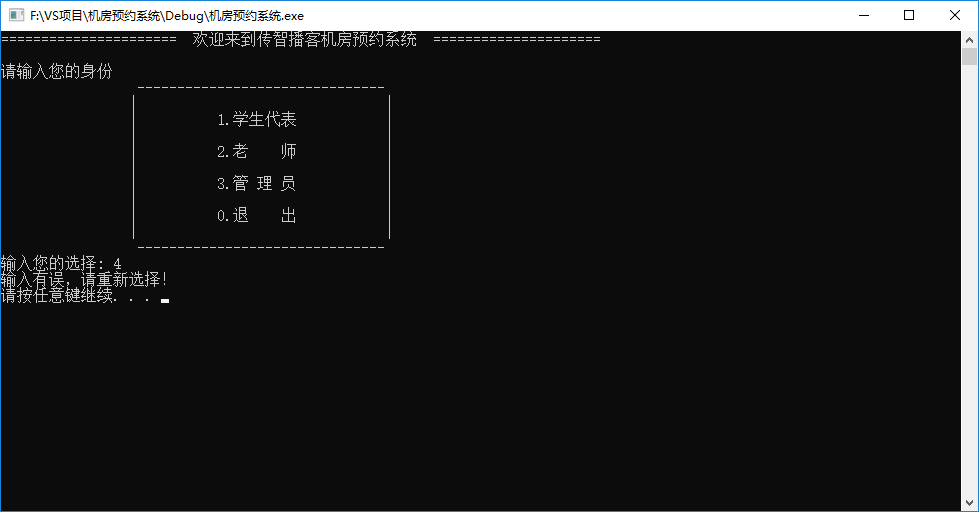 F:\VS项目\机房预约系统\Debug\机房预约系统.exe
====================== 欢迎来到传智播客机房预约系统 =====================
请输入您的身份
-------------------------------
1.学生代表
2.老    师
3.管 理 员
0.退    出
-------------------------------
输入您的选择: 4
输入有误，请重新选择!
请按任意键继续. . .